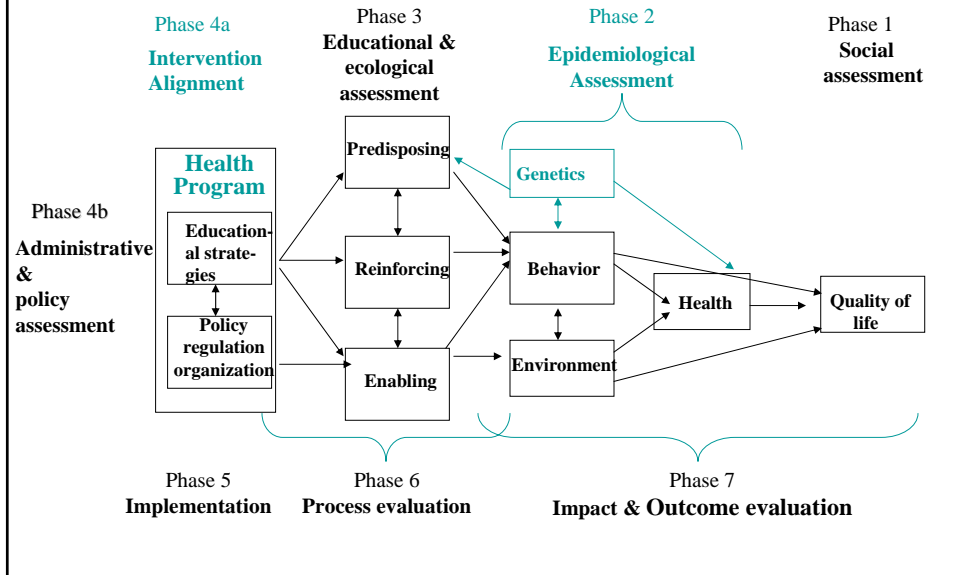 Phase 4a
Intervention
Alignment
Phase 3
Educational &
ecological
assessment
Phase 2
Epidemiological
Assessment
Phase 1
Social
assessment
Phase 4b
Administrative
&
policy
assessment
Health
Program
Education-
al strate-
gies
Policy
regulation
organization
Predisposing
Reinforcing
Enabling
Genetics
Behavior
Environment
Health
Quality of
life
Phase 5
Implementation
Phase 6
Process evaluation
Phase 7
Impact & Outcome evaluation